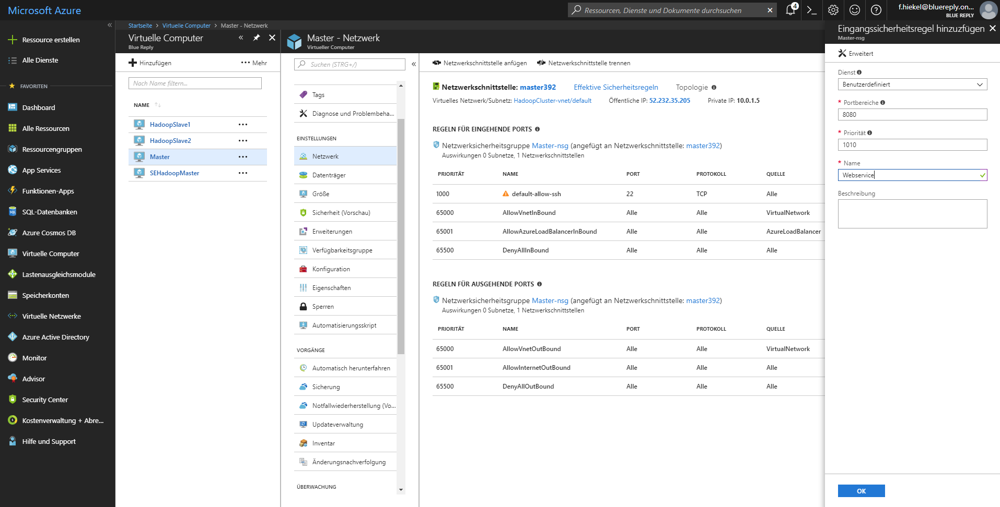 Microsoft Azure
Ressourcen, Dienste und Dokumente durchsuchen
4
f.hiekel@bluereply.on...
BLUE REPLY
Ressource erstellen
Alle Dienste
FAVORITEN
Dashboard
Alle Ressourcen
Ressourcengruppen
App Services
Funktionen-Apps
SQL-Datenbanken
Azure Cosmos DB
Virtuelle Computer
Lastenausgleichsmodule
Speicherkonten
Virtuelle Netzwerke
Azure Active Directory
Monitor
Advisor
Security Center
Kostenverwaltung + Abre...
Hilfe und Support
Startseite > Virtuelle Computer > Master - Netzwerk
Virtuelle Computer
Blue Reply
Hinzufügen
Mehr
Nach Name filtern...
NAME
HadoopSlave1
HadoopSlave2
Master
SEHadoopMaster
Master - Netzwerk
Virtueller Computer
Suchen (STRG+/)
Tags
Diagnose und Problembeha...
EINSTELLUNGEN
Netzwerk
Datenträger
Größe
Sicherheit (Vorschau)
Erweiterungen
Verfügbarkeitsgruppe
Konfiguration
Eigenschaften
Sperren
Automatisierungsskript
VORGÄNGE
Automatisch herunterfahren
Sicherung
Notfallwiederherstellung (Vo...
Updateverwaltung
Inventar
Änderungsnachverfolgung
ÜBERWACHUNG
Netzwerkschnittstelle anfügen
Netzwerkschnittstelle trennen
Netzwerkschnittstelle: master392 Effektive Sicherheitsregeln Topologie
Virtuelles Netzwerk/Subnetz: HadoopCluster-vnet/default Öffentliche IP: 52.232.35.205 Private IP: 10.0.1.5
REGELN FÜR EINGEHENDE PORTS
Netzwerksicherheitsgruppe Master-nsg (angefügt an Netzwerkschnittstelle: master392)
Auswirkungen 0 Subnetze, 1 Netzwerkschnittstellen
PRIORITÄT NAME PORT PROTOKOLL QUELLE
1000 default-allow-ssh 22 TCP Alle
65000 AllowVnetInBound Alle Alle VirtualNetwork
65001 AllowAzureLoadBalancerInBound Alle Alle AzureLoadBalancer
65500 DenyAllInBound Alle Alle Alle
REGELN FÜR AUSGEHENDE PORTS
Netzwerksicherheitsgruppe Master-nsg (angefügt an Netzwerkschnittstelle: master392)
Auswirkungen 0 Subnetze, 1 Netzwerkschnittstellen
PRIORITÄT NAME PORT PROTOKOLL QUELLE
65000 AllowVnetOutBound Alle Alle VirtualNetwork
65001 AllowInternetOutBound Alle Alle Alle
65500 DenyAllOutBound Alle Alle Alle
Eingangssicherheitsregel hinzufügen
Master-nsg
Erweitert
Dienst
Benutzerdefiniert
* Portbereiche
8080
* Priorität
1010
* Name
Webservice
Beschreibung
OK